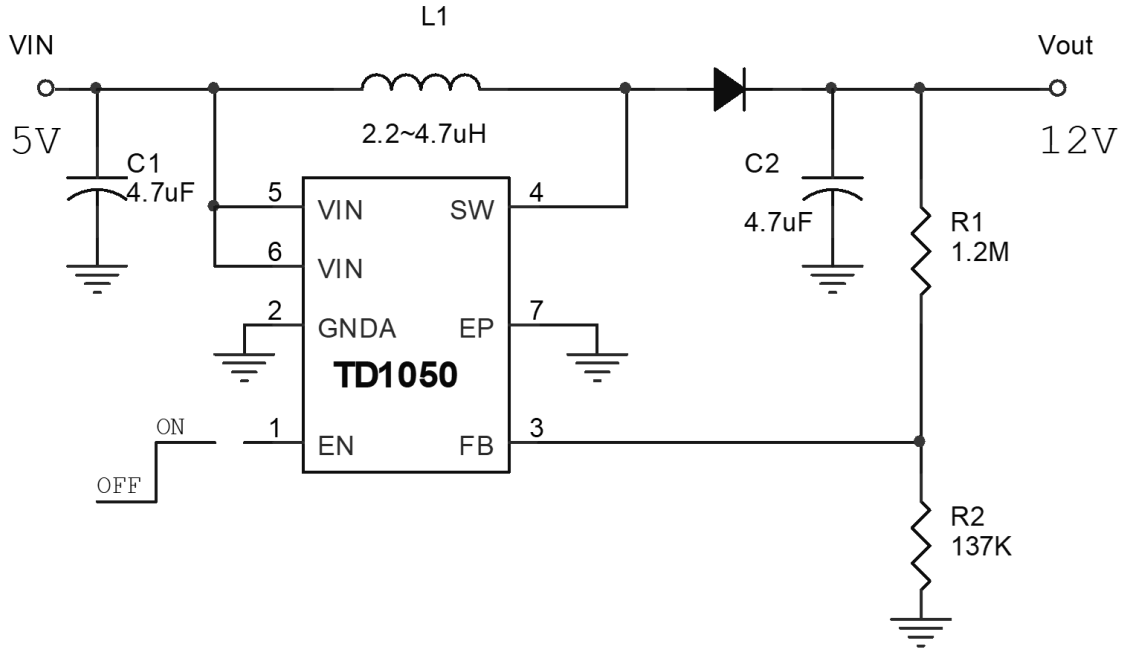 L1
VIN
Vout
5V
2.2~4.7uH
12V
C1
4.7uF
C2
4.7uF
5
VIN
SW
4
R1
1.2M
6
VIN
2
GNDA
EP
7
TD1050
ON
1
EN
FB
3
OFF
R2
137K